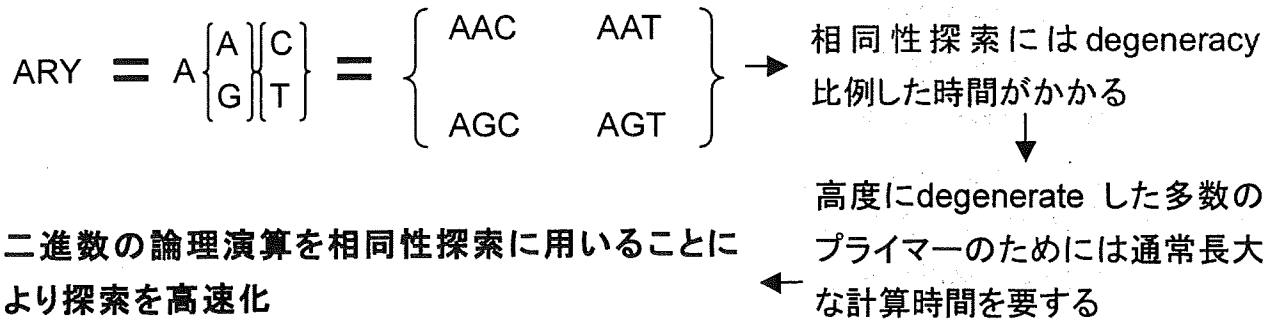 ARY = A{A G}{C T} = {AAC AAT
AGC AGT}
→ 相同性探索にはdegeneracy
比例した時間がかかる
↓
高度にdegenerate した多数の
プライマーのためには通常長大
な計算時間を要する
←
二進数の論理演算を相同性探索に用いることに
より探索を高速化